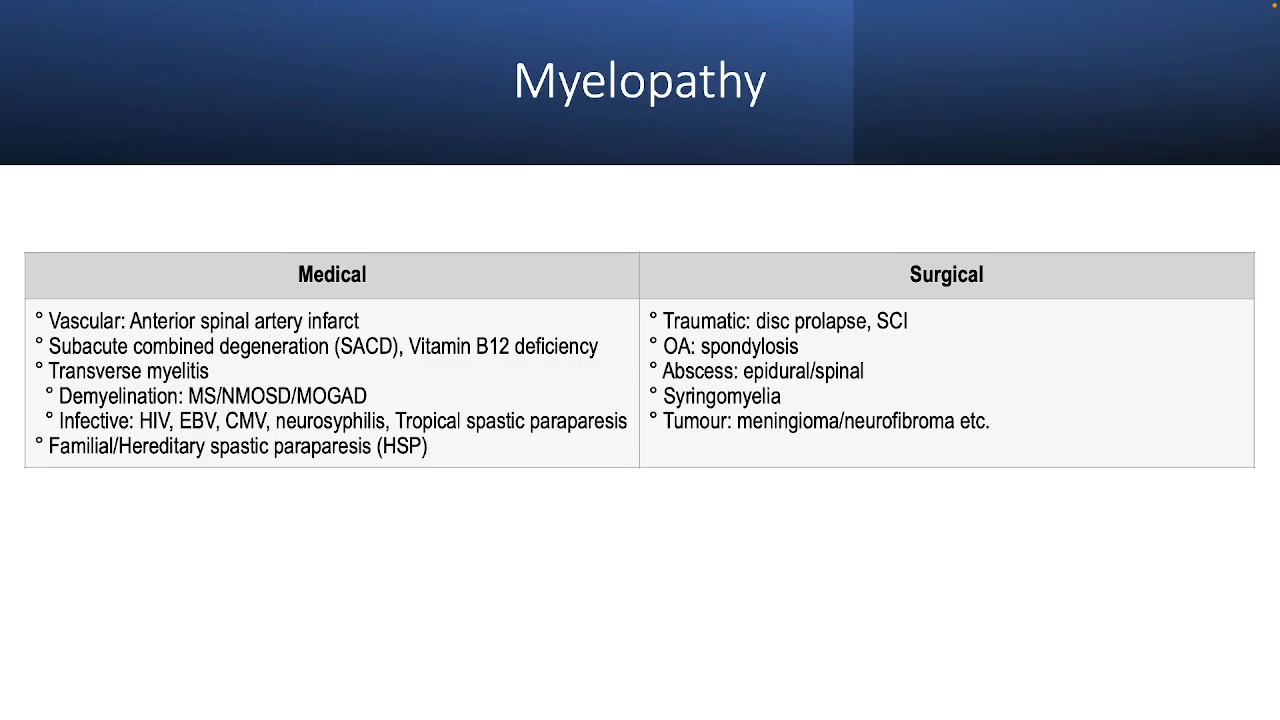 Myelopathy
Medical
Surgical
° Vascular: Anterior spinal artery infarct
° Subacute combined degeneration (SACD), Vitamin B12 deficiency
° Transverse myelitis
° Demyelination: MS/NMOSD/MOGAD
° Infective: HIV, EBV, CMV, neurosyphilis, Tropical spastic paraparesis
° Familial/Hereditary spastic paraparesis (HSP)
° Traumatic: disc prolapse, SCI
° OA: spondylosis
° Abscess: epidural/spinal
° Syringomyelia
° Tumour: meningioma/neurofibroma etc.